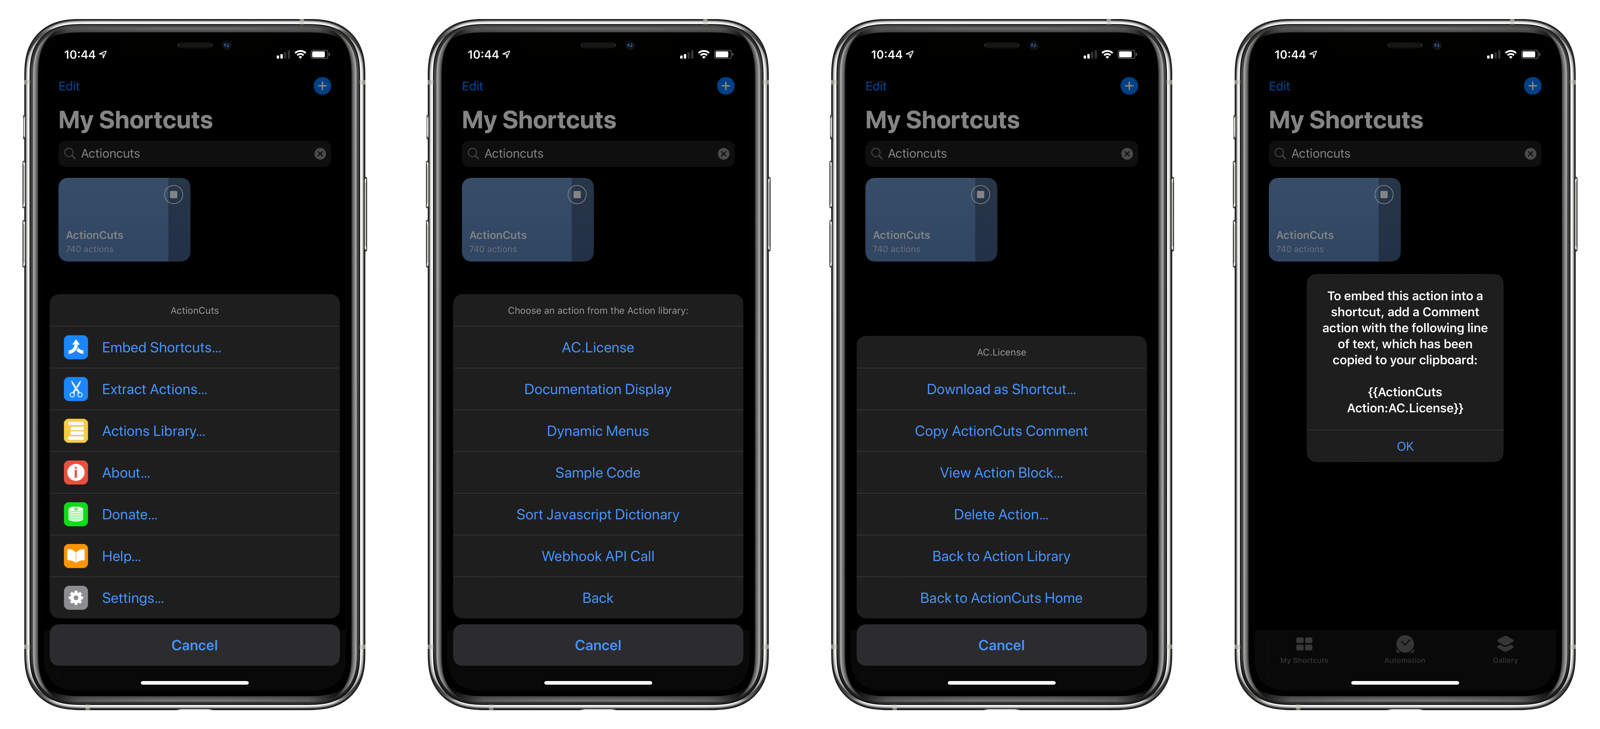 10:44
Edit
My Shortcuts
Actioncuts
ActionCuts
740 actions
ActionCuts
Embed Shortcuts...
Extract Actions...
Actions Library...
About...
Donate...
Help...
Settings...
Cancel
10:44
Edit
My Shortcuts
Actioncuts
ActionCuts
740 actions
Choose an action from the Action library:
AC.License
Documentation Display
Dynamic Menus
Sample Code
Sort Javascript Dictionary
Webhook API Call
Back
Cancel
10:44
Edit
My Shortcuts
Actioncuts
ActionCuts
740 actions
AC.License
Download as Shortcut...
Copy ActionCuts Comment
View Action Block...
Delete Action...
Back to Action Library
Back to ActionCuts Home
Cancel
10:44
Edit
My Shortcuts
Actioncuts
ActionCuts
740 actions
To embed this action into a
shortcut, add a Comment
action with the following line
of text, which has been
copied to your clipboard:
{{ActionCuts
Action:AC.License}}
OK
My Shortcuts
Automation
Gallery